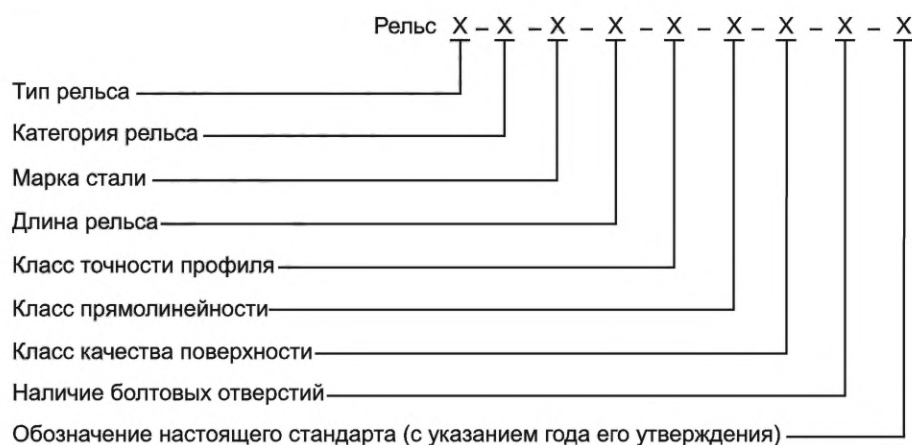 Рельс X – X – X – X – X – X – X – X – X
Тип рельса
Категория рельса
Марка стали
Длина рельса
Класс точности профиля
Класс прямолинейности
Класс качества поверхности
Наличие болтовых отверстий
Обозначение настоящего стандарта (с указанием года его утверждения)